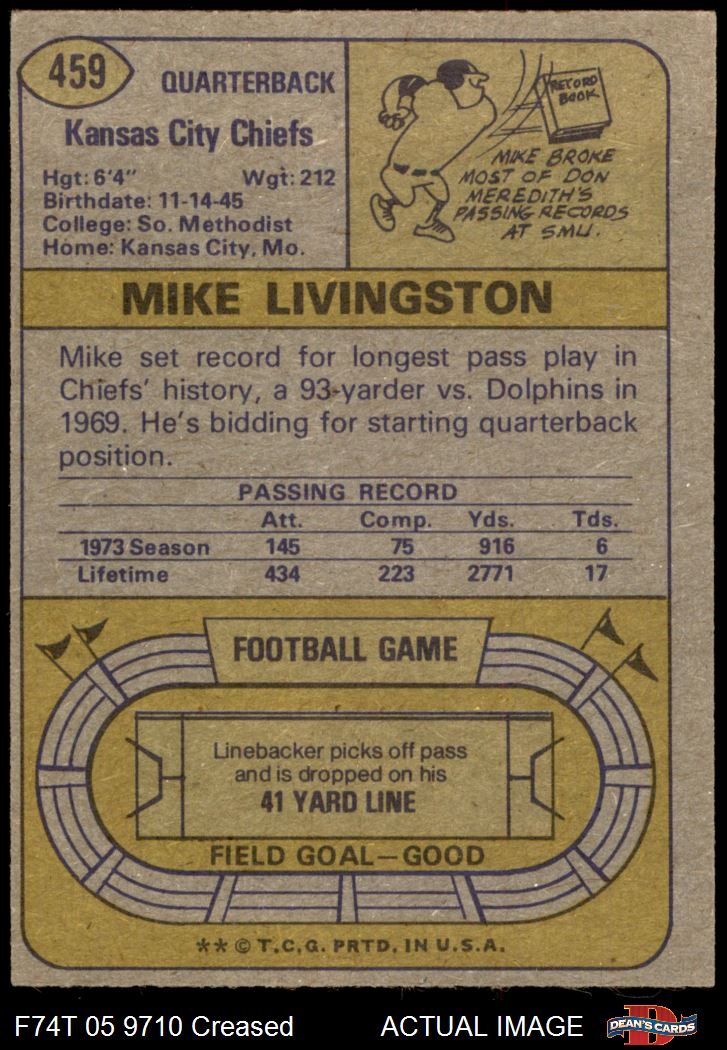 459
QUARTERBACK
Kansas City Chiefs
Hgt: 6'4" Wgt: 212
Birthdate: 11-14-45
College: So. Methodist
Home: Kansas City, Mo.
RECORD
BOOK
MIKE BROKE
MOST OF DON
MEREDITH'S
PASSING RECORDS
AT SMU.
MIKE LIVINGSTON
Mike set record for longest pass play in
Chiefs' history, a 93-yarder vs. Dolphins in
1969. He's bidding for starting quarterback
position.
PASSING RECORD
Att. Comp. Yds. Tds.
1973 Season 145 75 916 6
Lifetime 434 223 2771 17
FOOTBALL GAME
Linebacker picks off pass
and is dropped on his
41 YARD LINE
FIELD GOAL—GOOD
** © T.C.G. PRTD. IN U.S.A.
F74T 05 9710 Creased ACTUAL IMAGE
D
DEAN'S CARDS